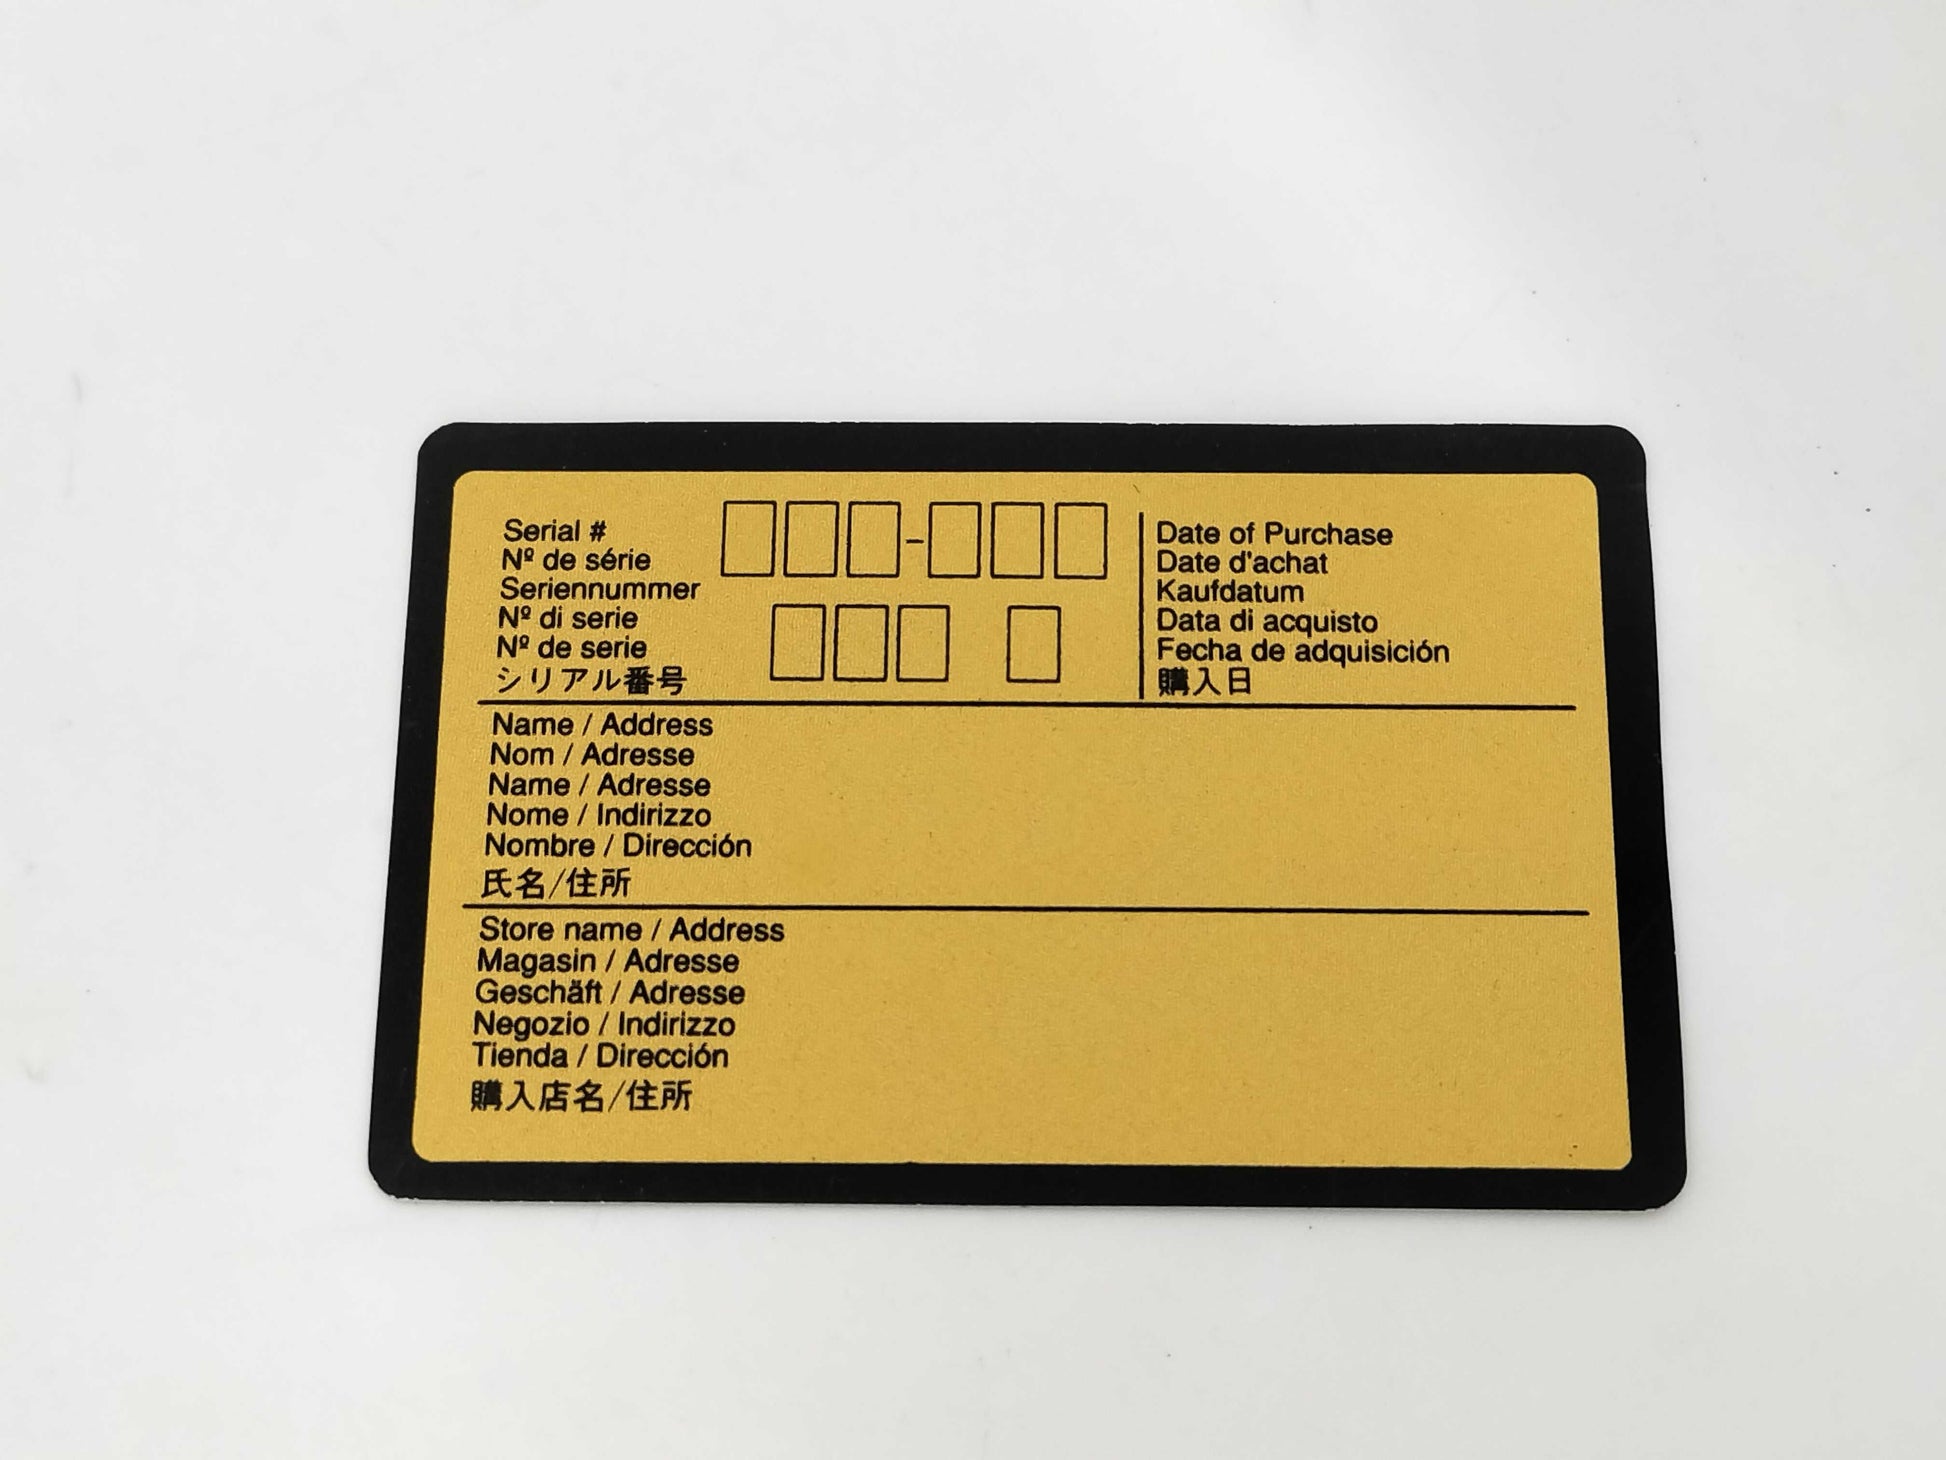 Serial #
Nº de série
Seriennummer
Nº di serie
Nº de serie
シリアル番号
-
Date of Purchase
Date d'achat
Kaufdatum
Data di acquisto
Fecha de adquisición
購入日
Name / Address
Nom / Adresse
Name / Adresse
Nome / Indirizzo
Nombre / Dirección
氏名/住所
Store name / Address
Magasin / Adresse
Geschäft / Adresse
Negozio / Indirizzo
Tienda / Dirección
購入店名/住所